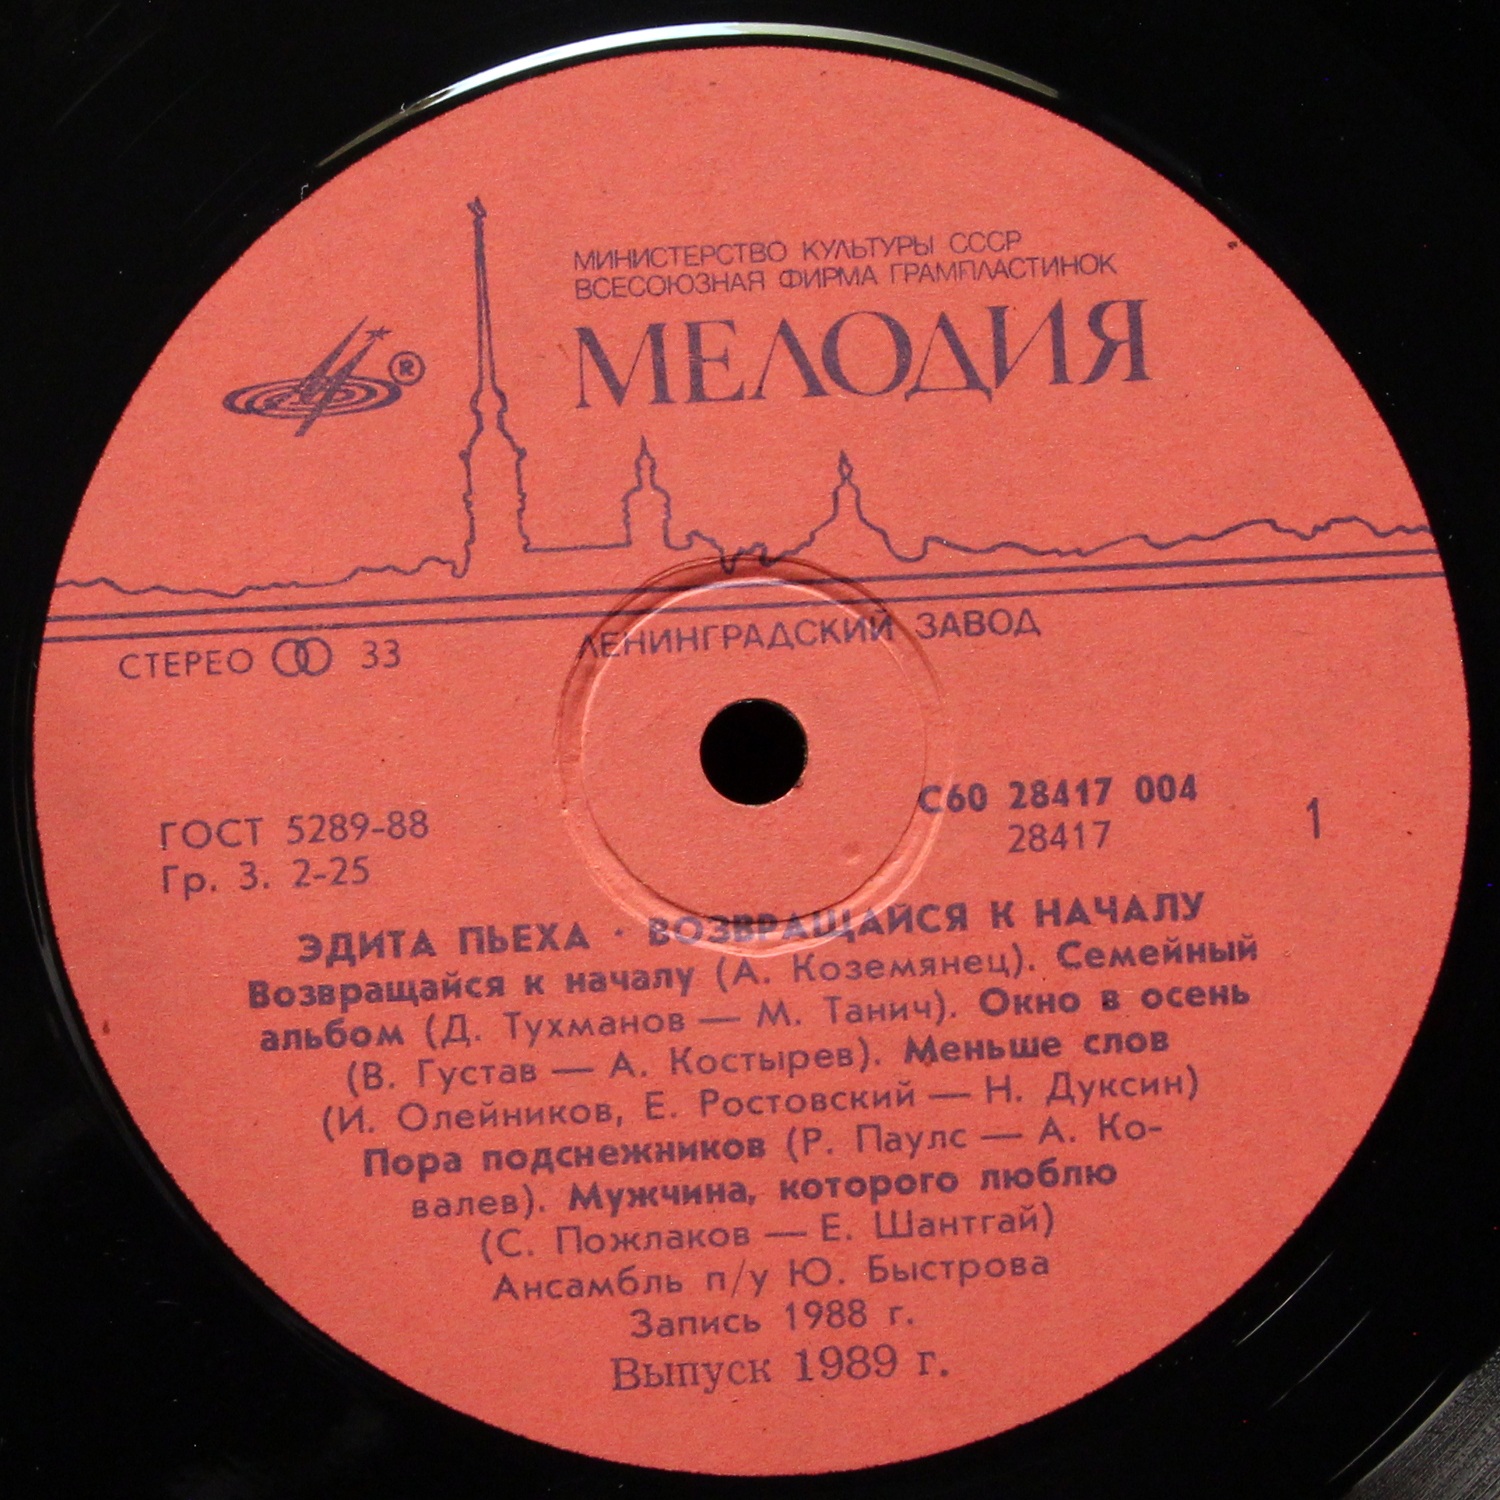 МИНИСТЕРСТВО КУЛЬТУРЫ СССР
ВСЕСОЮЗНАЯ ФИРМА ГРАМПЛАСТИНОК
МЕЛОДИЯ
®
СТЕРЕО 33
ЛЕНИНГРАДСКИЙ ЗАВОД
ГОСТ 5289-88
Гр. 3. 2-25
С60 28417 004
28417
1
ЭДИТА ПЬЕХА · ВОЗВРАЩАЙСЯ К НАЧАЛУ
Возвращайся к началу (А. Коземянец). Семейный
альбом (Д. Тухманов — М. Танич). Окно в осень
(В. Густав — А. Костырев). Меньше слов
(И. Олейников, Е. Ростовский — Н. Дуксин)
Пора подснежников (Р. Паулс — А. Ко-
валев). Мужчина, которого люблю
(С. Пожлаков — Е. Шантгай)
Ансамбль п/у Ю. Быстрова
Запись 1988 г.
Выпуск 1989 г.